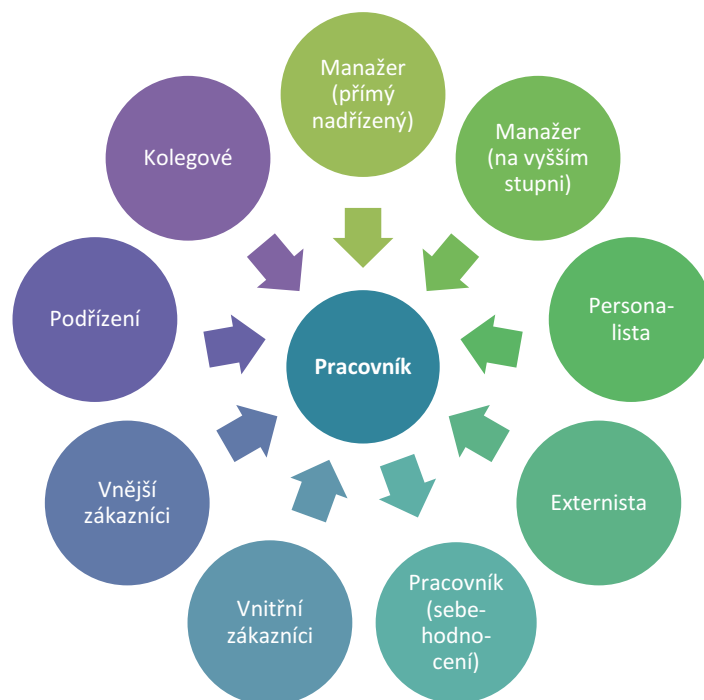 Manažer
(přímý
nadřízený)
Manažer
(na vyšším
stupni)
Persona-
lista
Externista
Pracovník
(sebe-
hodno-
cení)
Vnitřní
zákazníci
Vnější
zákazníci
Podřízení
Kolegové
Pracovník